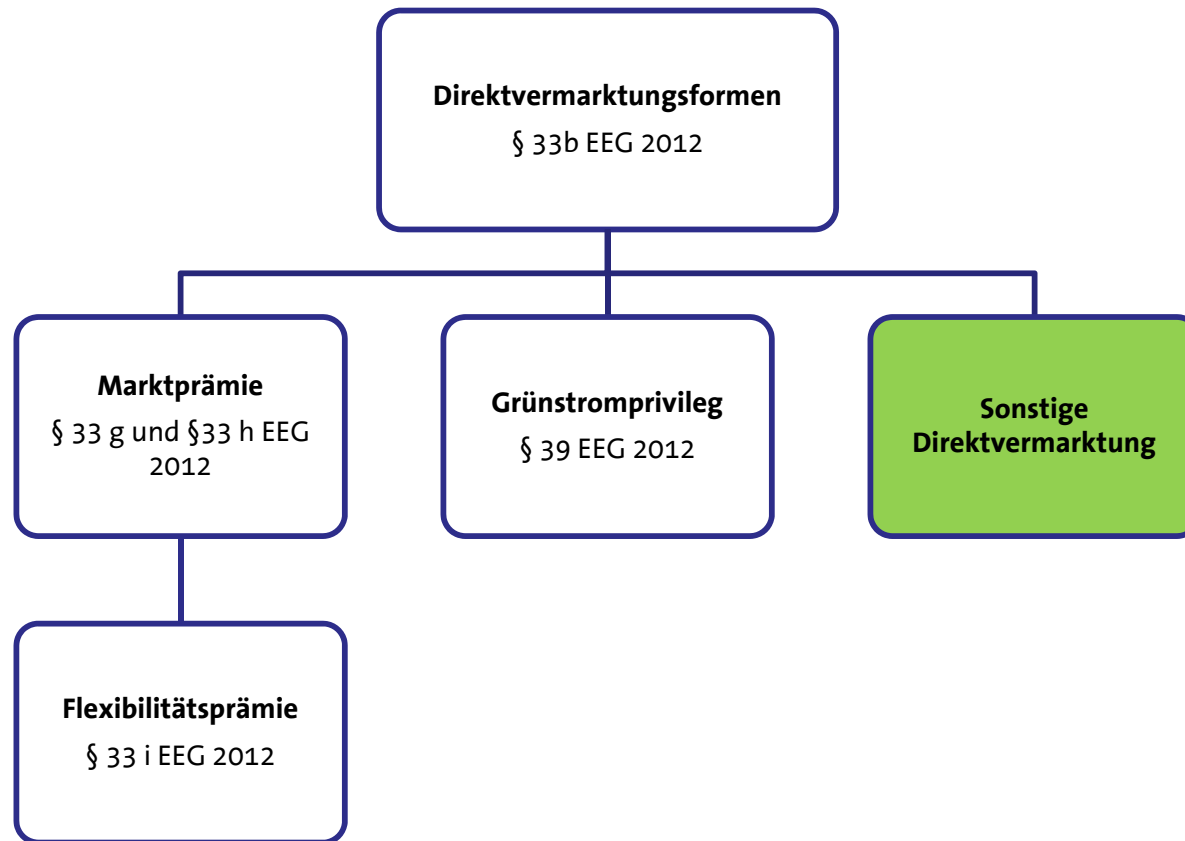 Direktvermarktungsformen
§ 33b EEG 2012
Marktprämie
§ 33 g und §33 h EEG
2012
Grünstromprivileg
§ 39 EEG 2012
Sonstige
Direktvermarktung
Flexibilitätsprämie
§ 33 i EEG 2012